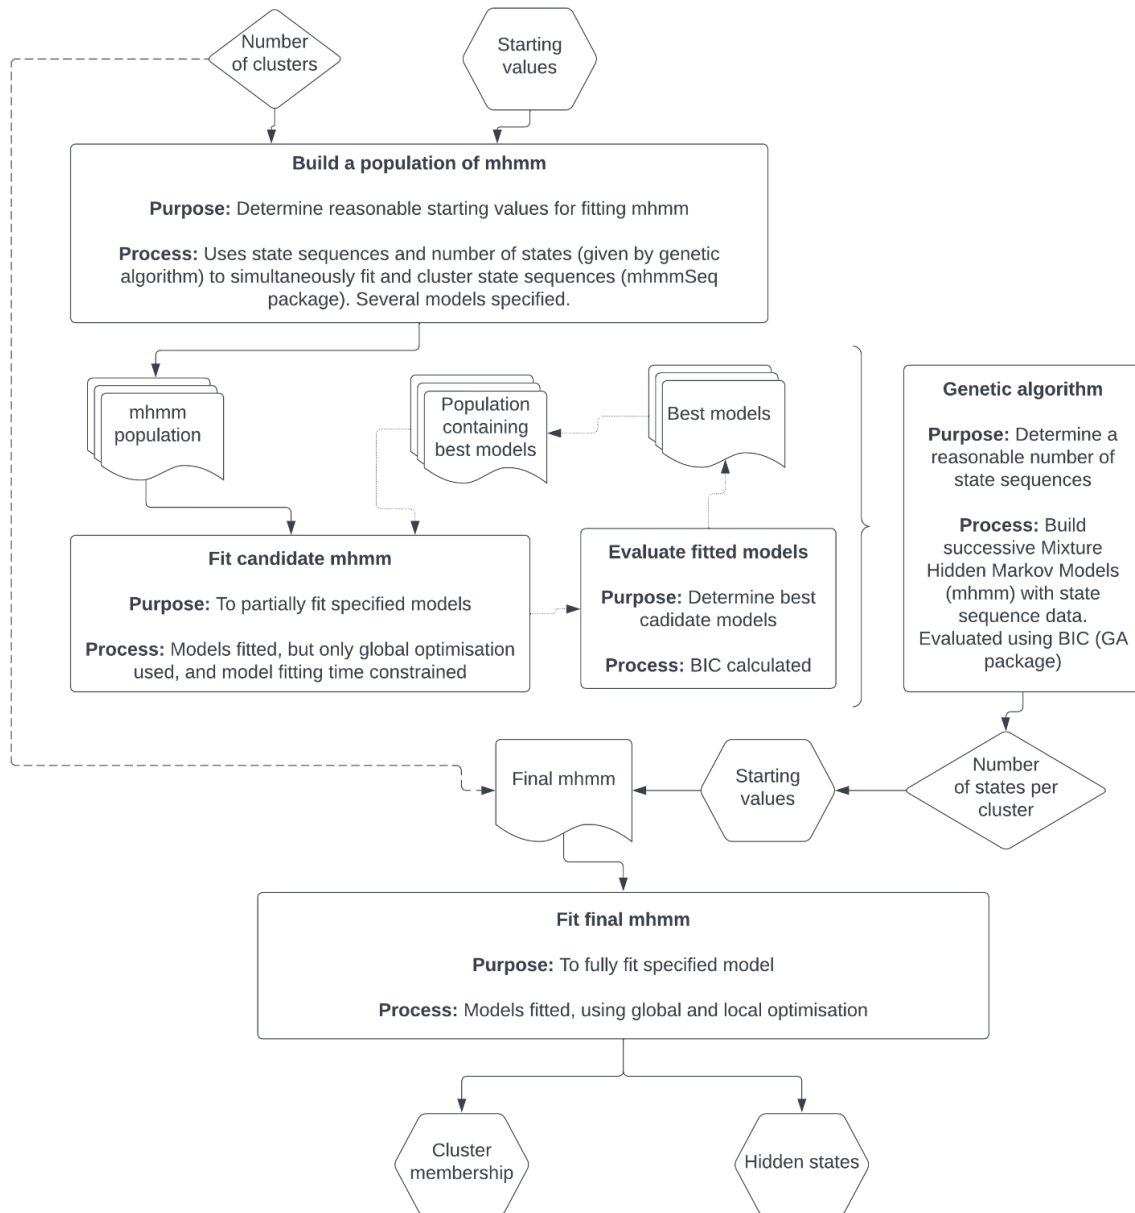 Number
of clusters
Starting
values
Build a population of mhmm
Purpose: Determine reasonable starting values for fitting mhmm
Process: Uses state sequences and number of states (given by genetic
algorithm) to simultaneously fit and cluster state sequences (mhmmSeq
package). Several models specified.
mhmm
population
Population
containing
best models
Best models
Genetic algorithm
Purpose: Determine a
reasonable number of
state sequences
Process: Build
successive Mixture
Hidden Markov Models
(mhmm) with state
sequence data.
Evaluated using BIC (GA
package)
Fit candidate mhmm
Purpose: To partially fit specified models
Process: Models fitted, but only global optimisation
used, and model fitting time constrained
Evaluate fitted models
Purpose: Determine best
cadidate models
Process: BIC calculated
Final mhmm
Starting
values
Number
of states per
cluster
Fit final mhmm
Purpose: To fully fit specified model
Process: Models fitted, using global and local optimisation
Cluster
membership
Hidden states